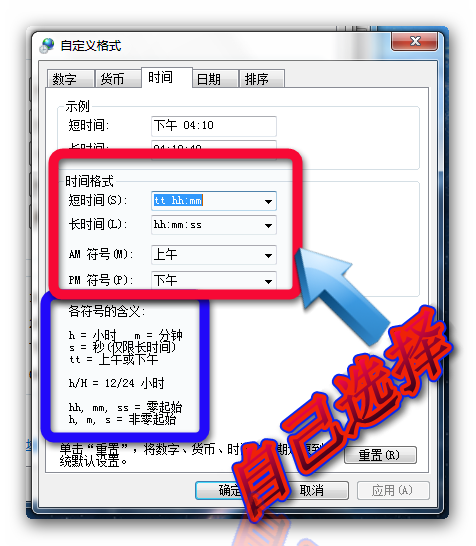 自定义格式
数字 货币 时间 日期 排序
示例
短时间: 下午 04:10
长时间: 04:10:40
时间格式
短时间(S): tt hh:mm
长时间(L): hh:mm:ss
AM 符号(M): 上午
PM 符号(P): 下午
各符号的含义:
h = 小时 m = 分钟
s = 秒(仅限长时间)
tt = 上午或下午
h/H = 12/24 小时
hh, mm, ss = 零起始
h, m, s = 非零起始
单击“重置”，将数字、货币、时间
统默认设置。
重置(R)
确定 取消 应用(A)
自己选择